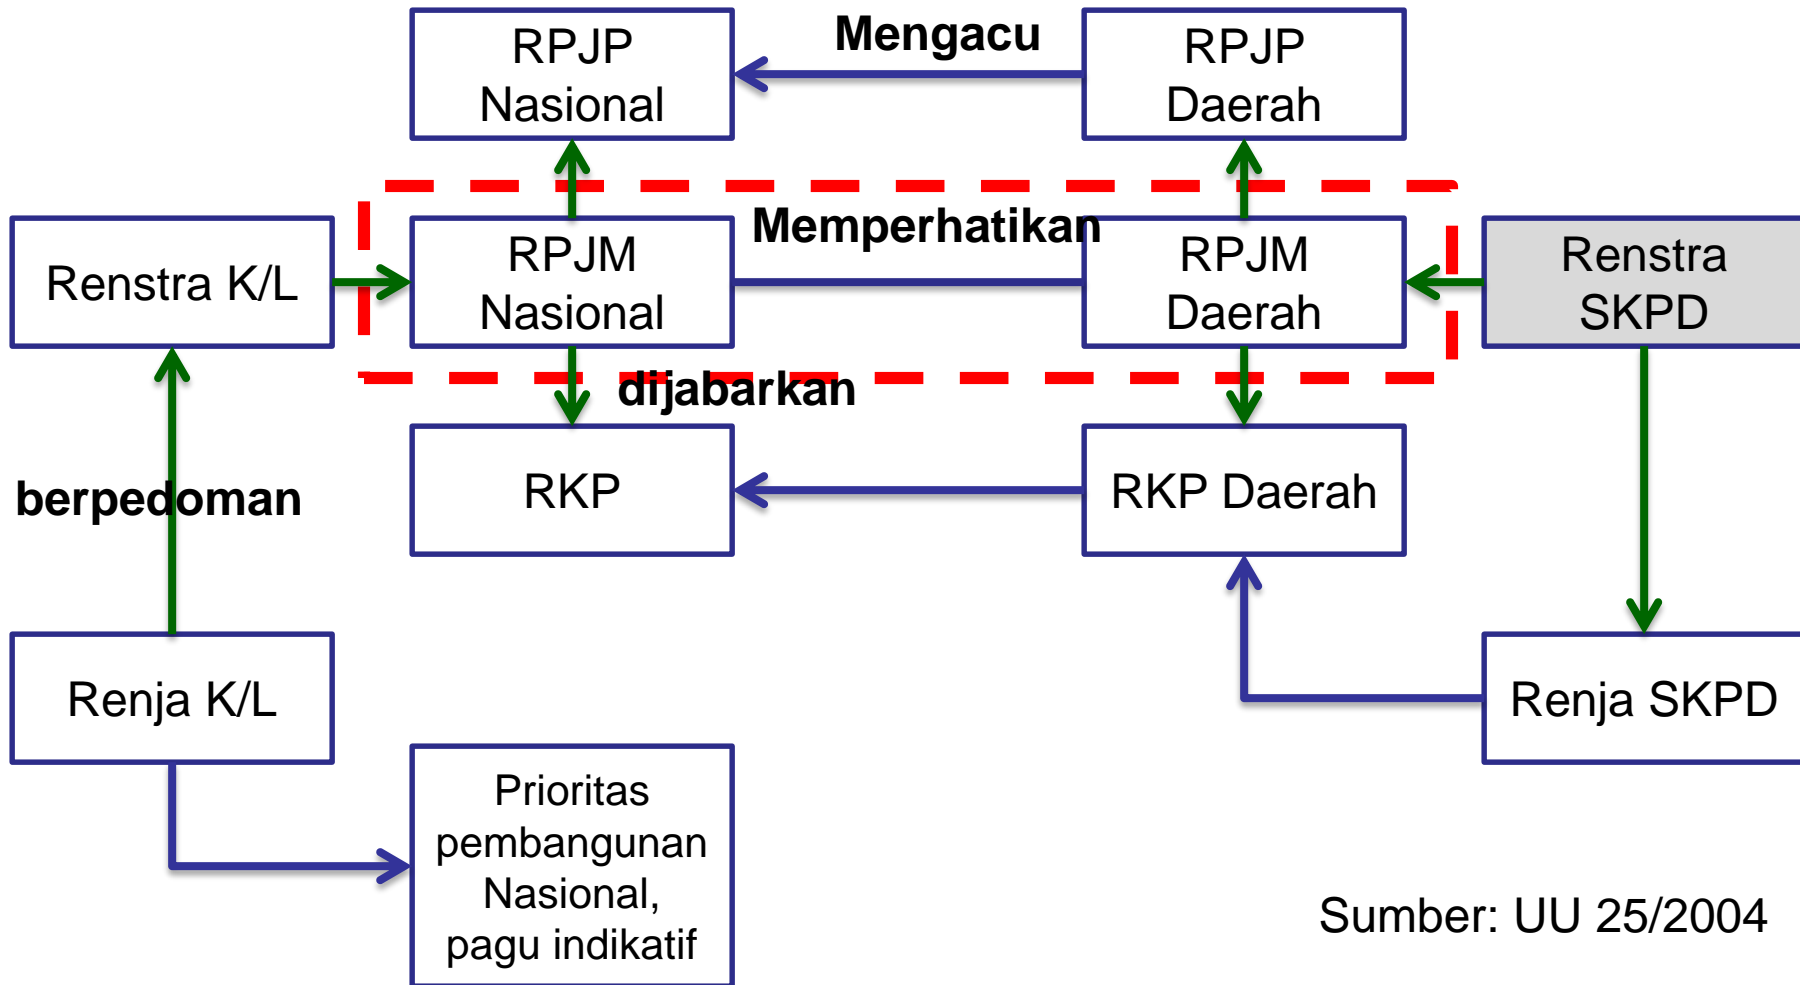 RPJP
Nasional
Mengacu
RPJP
Daerah
Renstra K/L
RPJM
Nasional
Memperhatikan
RPJM
Daerah
Renstra
SKPD
dijabarkan
berpedoman
RKP
RKP Daerah
Renja K/L
Renja SKPD
Prioritas
pembangunan
Nasional,
pagu indikatif
Sumber: UU 25/2004